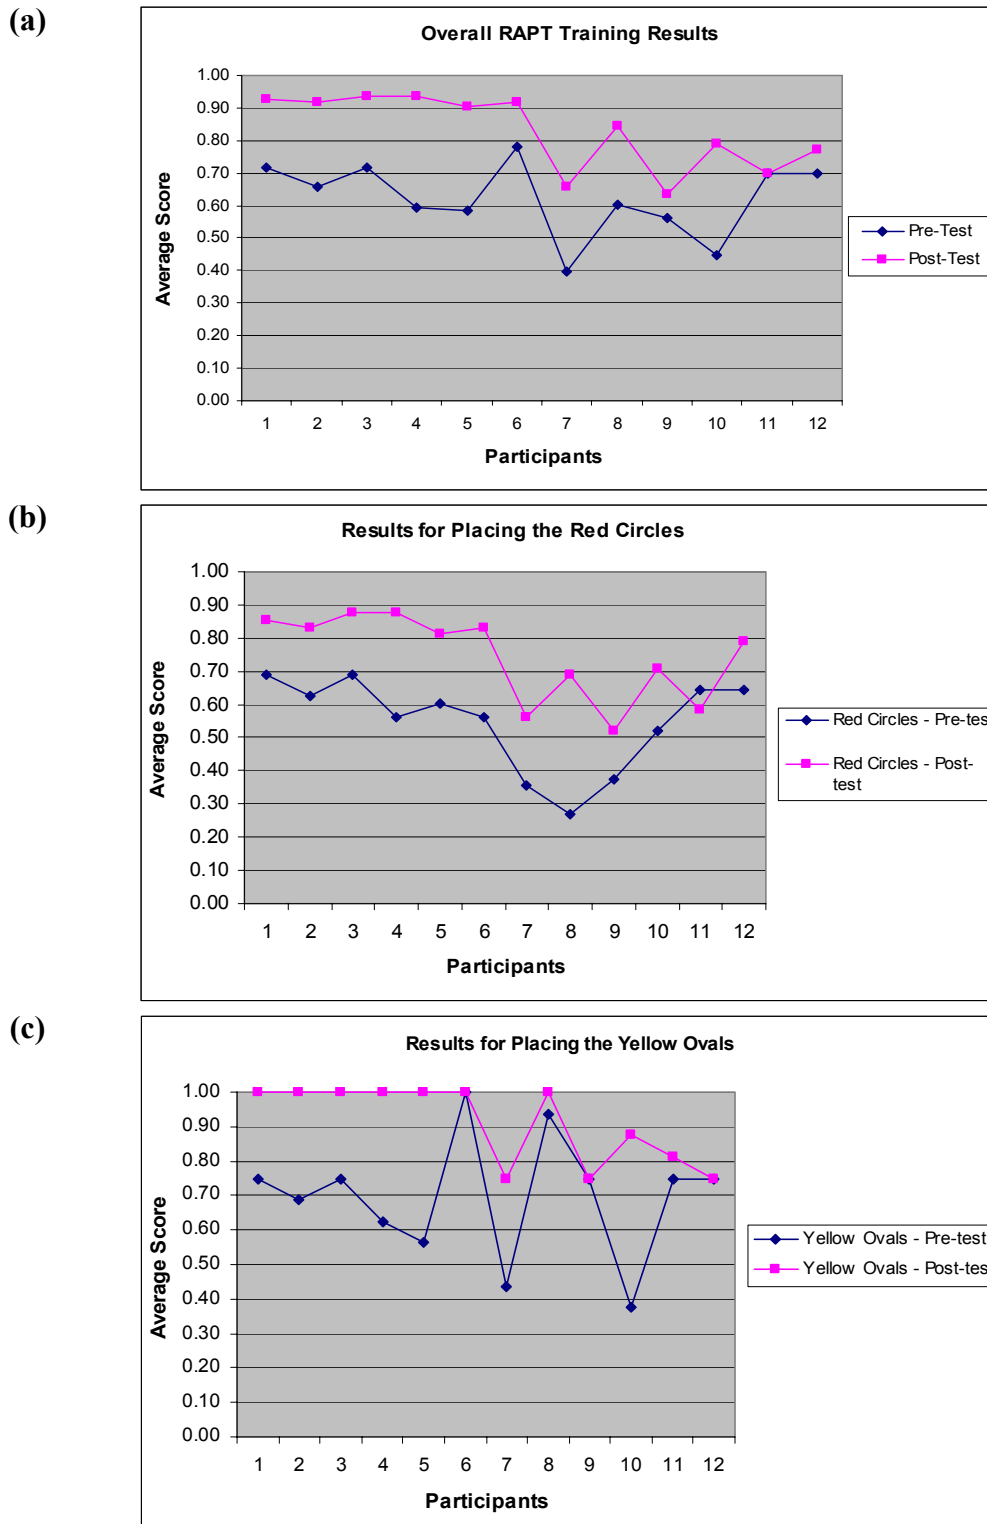 (a)
Overall RAPT Training Results
1.00
0.90
0.80
0.70
0.60
0.50
0.40
0.30
0.20
0.10
0.00
Average Score
1 2 3 4 5 6 7 8 9 10 11 12
Participants
Pre-Test
Post-Test
(b)
Results for Placing the Red Circles
1.00
0.90
0.80
0.70
0.60
0.50
0.40
0.30
0.20
0.10
0.00
Average Score
1 2 3 4 5 6 7 8 9 10 11 12
Participants
Red Circles - Pre-tes
Red Circles - Post-
test
(c)
Results for Placing the Yellow Ovals
1.00
0.90
0.80
0.70
0.60
0.50
0.40
0.30
0.20
0.10
0.00
Average Score
1 2 3 4 5 6 7 8 9 10 11 12
Participants
Yellow Ovals - Pre-test
Yellow Ovals - Post-tes